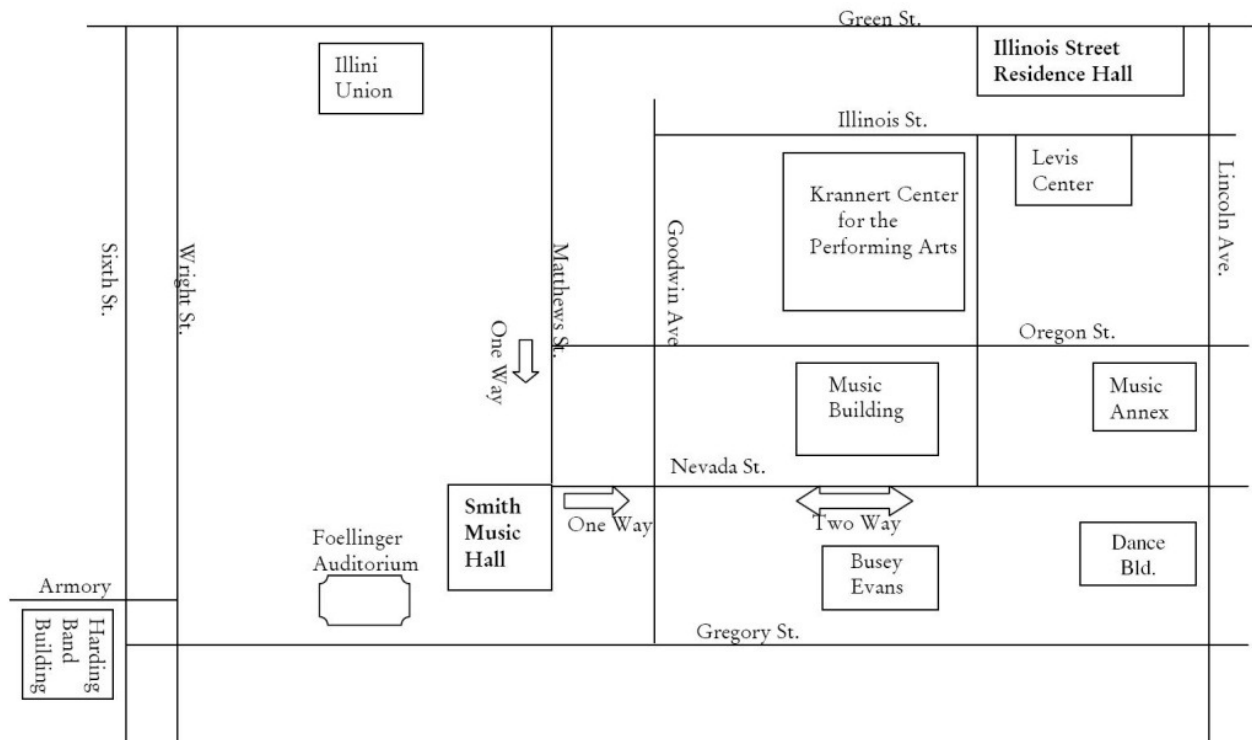 Green St.
Illini
Union
Illinois Street
Residence Hall
Illinois St.
Levis
Center
Krannert Center
for the
Performing Arts
Sixth St.
Wright St.
Matthews St.
Goodwin Ave
Lincoln Ave.
One Way
Oregon St.
Music
Building
Music
Annex
Nevada St.
Smith
Music
Hall
One Way
Two Way
Foellinger
Auditorium
Busey
Evans
Dance
Bld.
Armory
Harding
Band
Building
Gregory St.